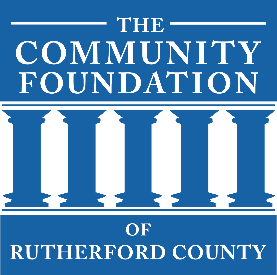 THE
COMMUNITY
FOUNDATION
OF
RUTHERFORD COUNTY